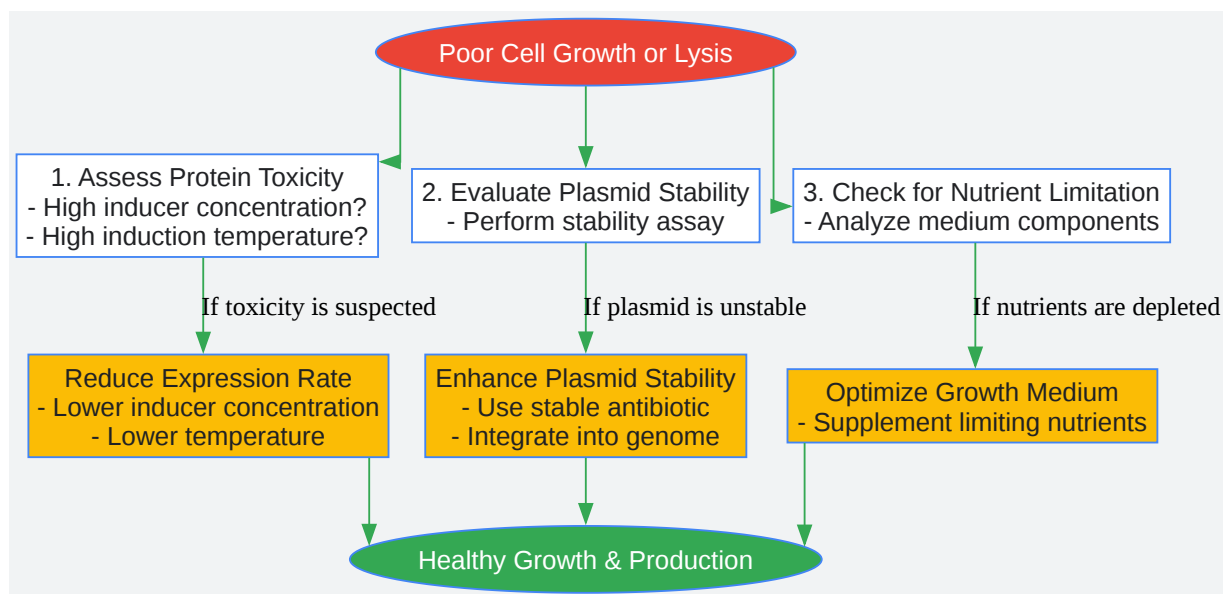 Poor Cell Growth or Lysis
1. Assess Protein Toxicity
- High inducer concentration?
- High induction temperature?
2. Evaluate Plasmid Stability
- Perform stability assay
3. Check for Nutrient Limitation
- Analyze medium components
If toxicity is suspected
If plasmid is unstable
If nutrients are depleted
Reduce Expression Rate
- Lower inducer concentration
- Lower temperature
Enhance Plasmid Stability
- Use stable antibiotic
- Integrate into genome
Optimize Growth Medium
- Supplement limiting nutrients
Healthy Growth & Production